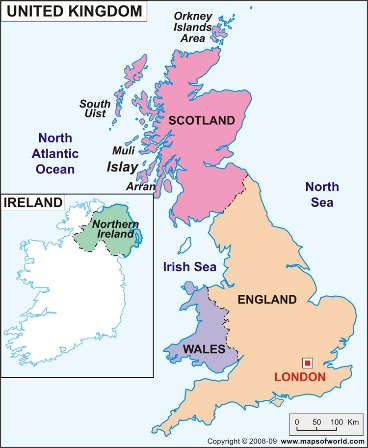 UNITED KINGDOM
Orkney
Islands
Area
SCOTLAND
South
Uist
North
Atlantic
Ocean
Muli
Islay
Arran
North
Sea
IRELAND
Northern
Ireland
Irish Sea
ENGLAND
WALES
LONDON
0 50 100 Km
Copyright © 2008-09 www.mapsofworld.com